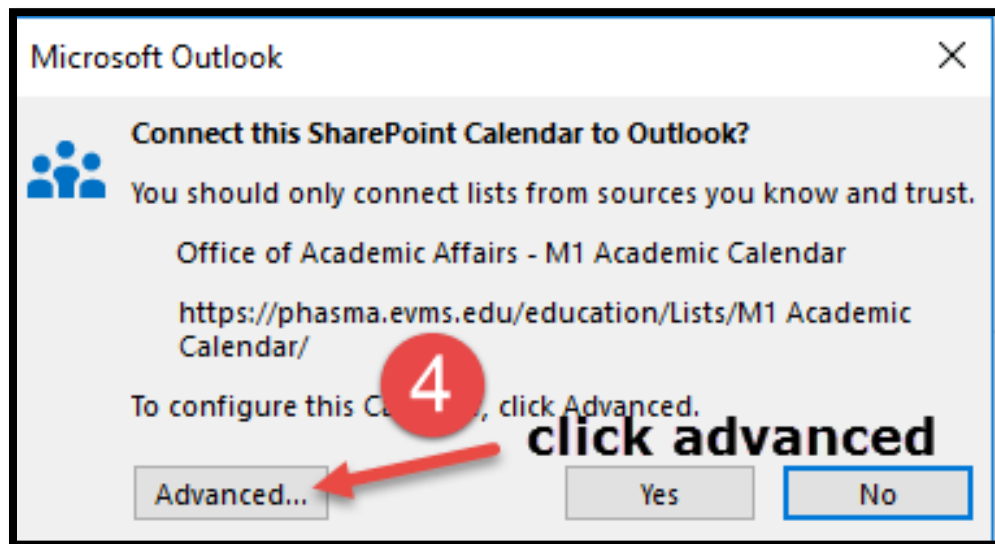 Microsoft Outlook
Connect this SharePoint Calendar to Outlook?
You should only connect lists from sources you know and trust.
Office of Academic Affairs - M1 Academic Calendar
https://phasma.evms.edu/education/Lists/M1 Academic
Calendar/
4
To configure this , click Advanced.
click advanced
Advanced...
Yes
No